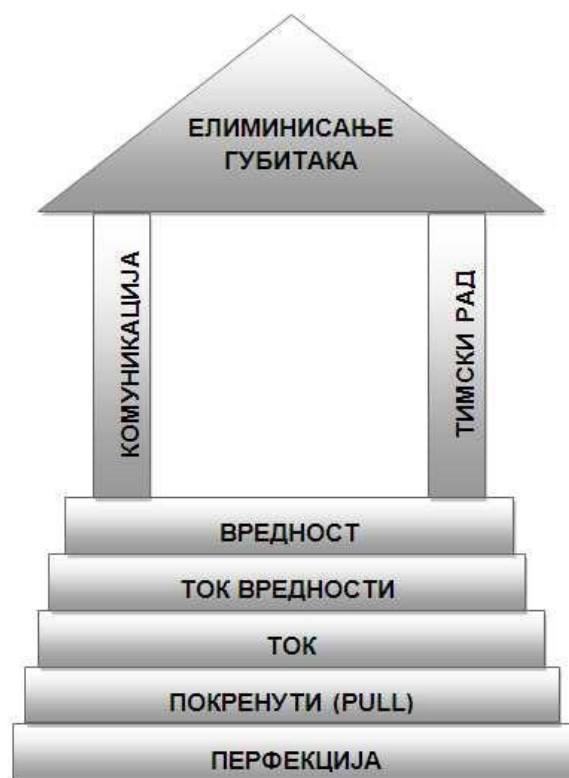 ЕЛИМИНИСАЊЕ
ГУБИТАКА
КОМУНИКАЦИЈА
ТИМСКИ РАД
ВРЕДНОСТ
ТОК ВРЕДНОСТИ
ТОК
ПОКРЕНУТИ (PULL)
ПЕРФЕКЦИЈА